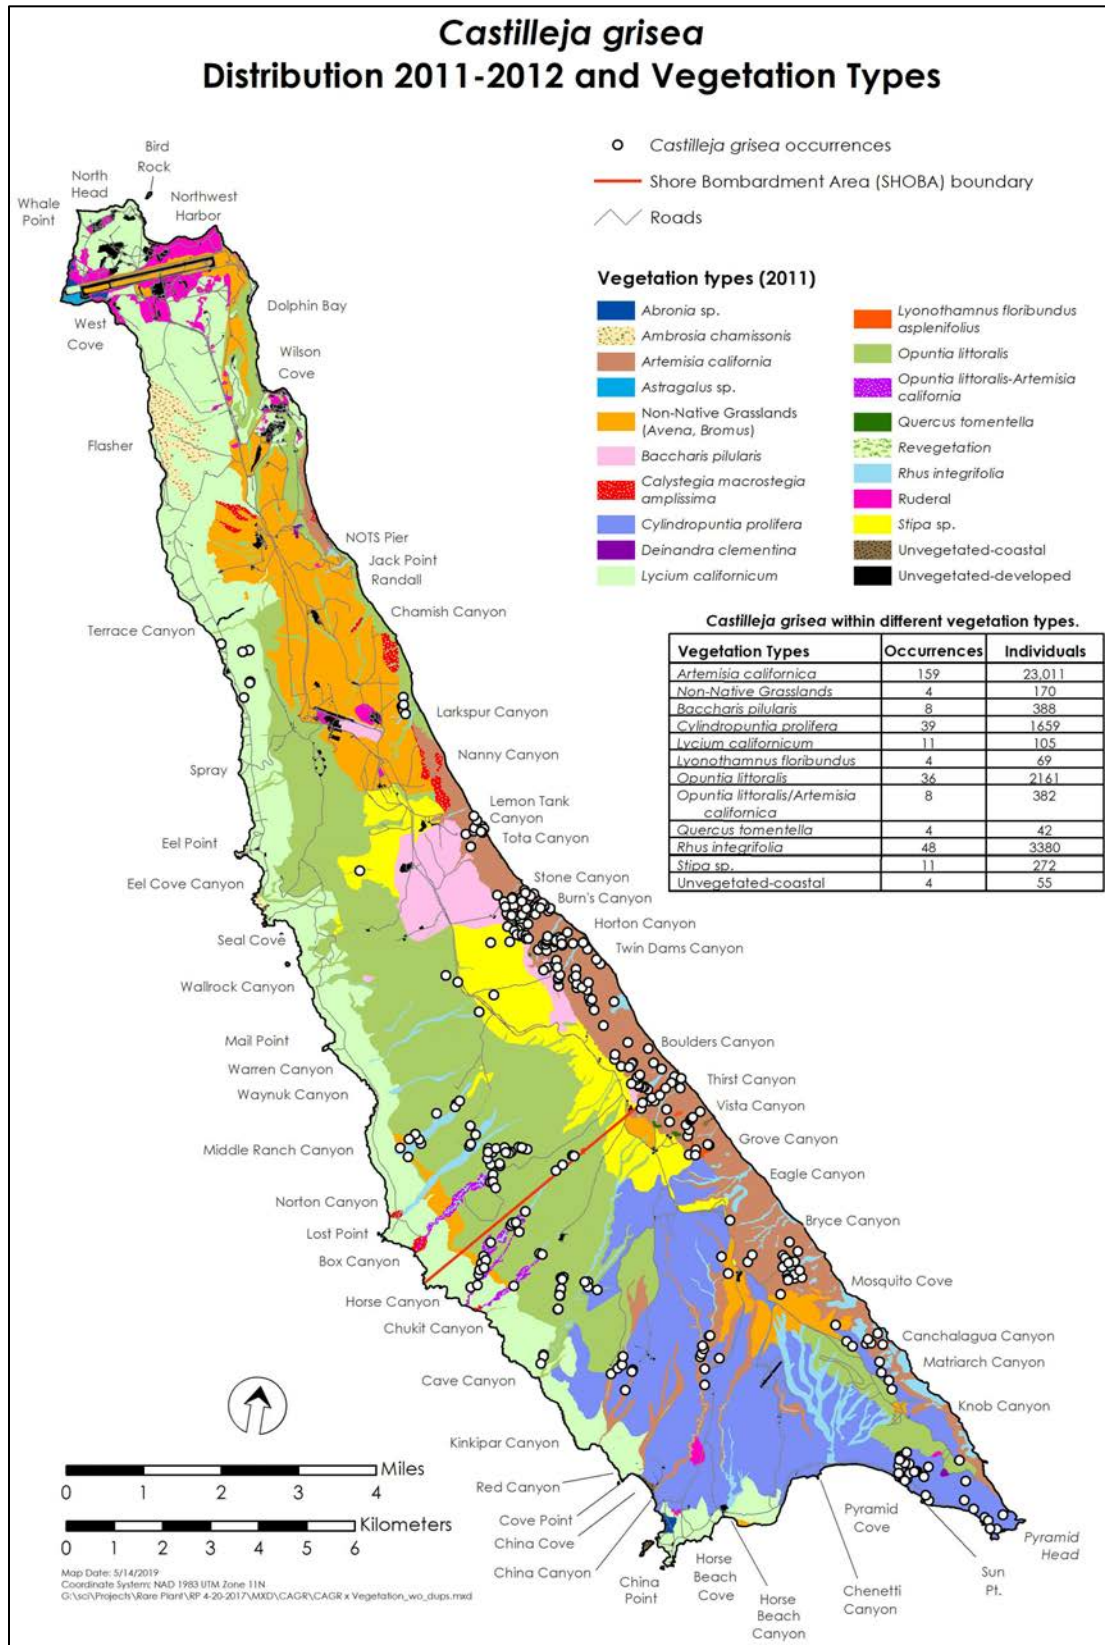 Castilleja grisea
Distribution 2011-2012 and Vegetation Types
Castilleja grisea occurrences
Shore Bombardment Area (SHOBA) boundary
Roads
Vegetation types (2011)
Abronia sp.
Ambrosia chamissonis
Artemisia california
Astragalus sp.
Non-Native Grasslands
(Avena, Bromus)
Baccharis pilularis
Calystegia macrostegia
amplissima
Cylindropuntia prolifera
Deinandra clementina
Lycium californicum
Lyonothamnus floribundus
asplenifolius
Opuntia littoralis
Opuntia littoralis-Artemisia
california
Quercus tomentella
Revegetation
Rhus integrifolia
Ruderal
Stipa sp.
Unvegetated-coastal
Unvegetated-developed
Castilleja grisea within different vegetation types.
Vegetation Types Occurrences Individuals
Artemisia californica 159 23,011
Non-Native Grasslands 4 170
Baccharis pilularis 8 388
Cylindropuntia prolifera 39 1659
Lycium californicum 11 105
Lyonothamnus floribundus 4 69
Opuntia littoralis 36 2161
Opuntia littoralis/Artemisia 8 382
californica
Quercus tomentella 4 42
Rhus integrifolia 48 3380
Stipa sp. 11 272
Unvegetated-coastal 4 55
Bird
Rock
North
Head
Northwest
Harbor
Whale
Point
West
Cove
Dolphin Bay
Wilson
Cove
Flasher
NOTS Pier
Jack Point
Randall
Chamish Canyon
Terrace Canyon
Larkspur Canyon
Nanny Canyon
Spray
Lemon Tank
Canyon
Tota Canyon
Eel Point
Eel Cove Canyon
Stone Canyon
Burn's Canyon
Horton Canyon
Twin Dams Canyon
Seal Cove
Wallrock Canyon
Mail Point
Boulders Canyon
Warren Canyon
Thirst Canyon
Waynuk Canyon
Vista Canyon
Middle Ranch Canyon
Grove Canyon
Eagle Canyon
Norton Canyon
Bryce Canyon
Lost Point
Box Canyon
Mosquito Cove
Horse Canyon
Chukit Canyon
Canchalagua Canyon
Matriarch Canyon
Cave Canyon
Knob Canyon
Kinkipar Canyon
Red Canyon
Cove Point
China Cove
China Canyon
China
Point
Horse
Beach
Cove
Horse
Beach
Canyon
Chenetti
Canyon
Pyramid
Cove
Sun
Pt.
Pyramid
Head
Miles
0 1 2 3 4
Kilometers
0 1 2 3 4 5 6
Map Date: 5/14/2019
Coordinate System: NAD 1983 UTM Zone 11N
G:\sci\Projects\Rare Plant\RP 4-20-2017\MXD\CAGR\CAGR x Vegetation_wo_dups.mxd